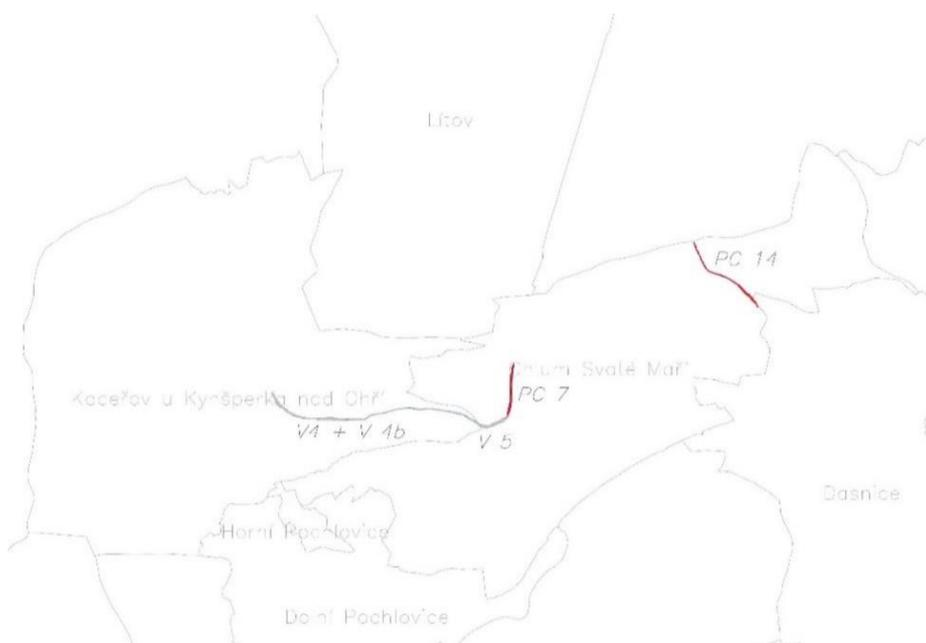 Lítov
PC 14
Chlum Svaté Maří
PC 7
Kaceřov u Kynšperka nad Ohří
V4 + V 4b
V 5
Dasnice
Horní Pochlovice
Dolní Pochlovice